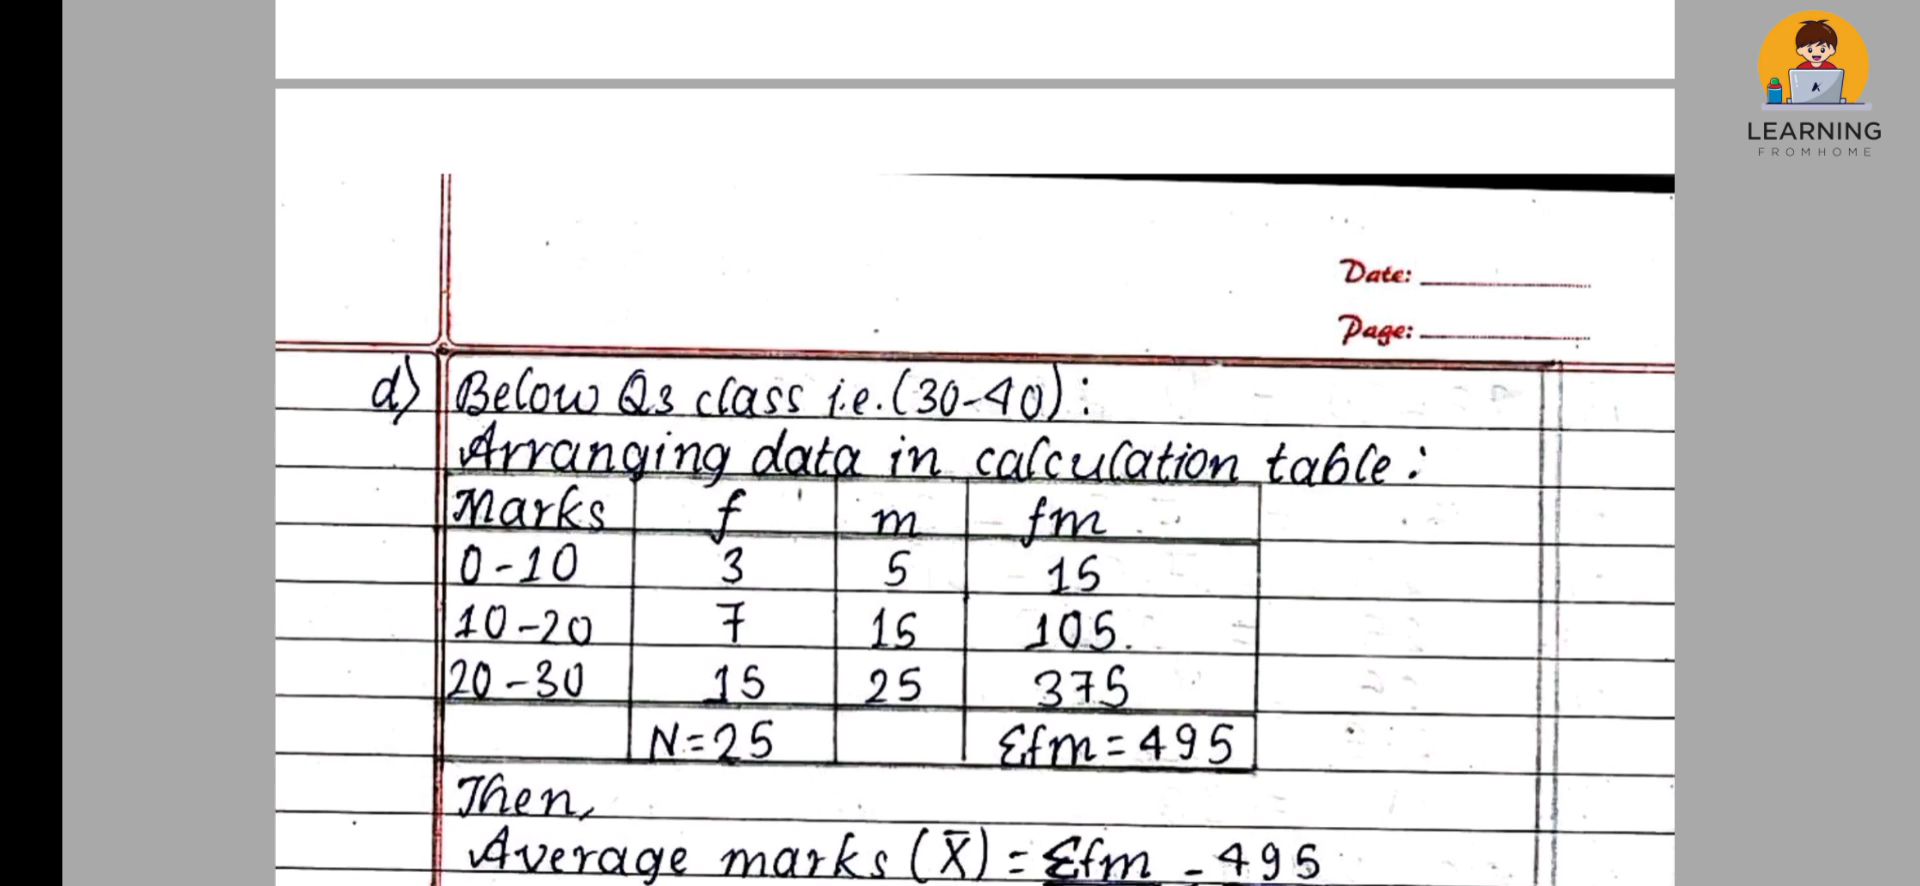 LEARNING
FROMHOME
Date:
Page:
d) Below Q3 class i.e. (30-40):
Arranging data in calculation table:
Marks f m fm
0-10 3 5 15
10-20 7 15 105.
20-30 15 25 375
N=25 Σfm=495
Then,
Average marks (X̄) = Σfm - 495